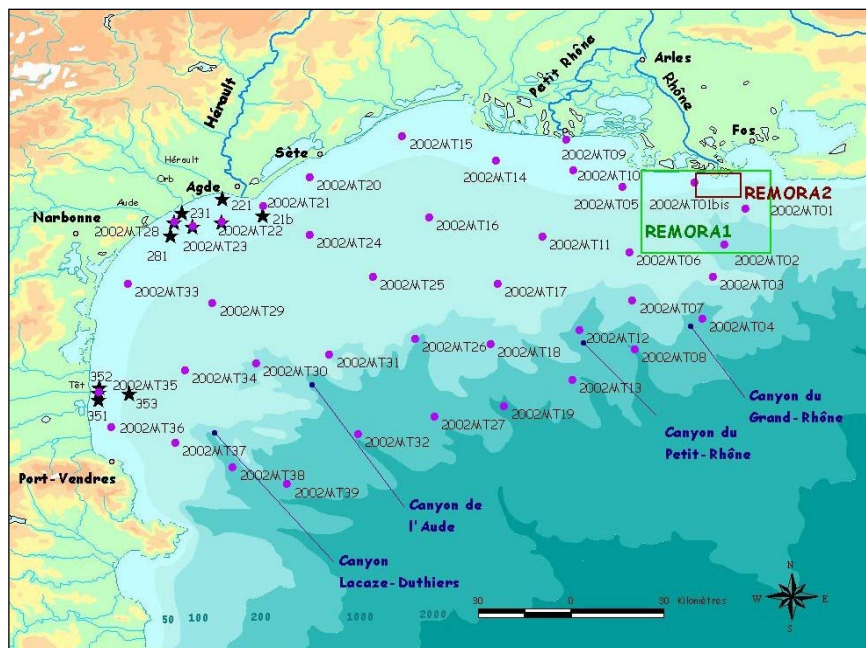 Arles
Petit Rhône
Rhône
Fos
Hérault
Sète
2002MT15
2002MT09
2002MT14
2002MT10
Hérault
Orb
2002MT20
2002MT05
2002MT01bis
REMORA2
Agde
221
2002MT21
2002MT01
Aude
231
21b
2002MT16
REMORA1
Narbonne
2002MT28
2002MT22
2002MT23
2002MT24
2002MT11
281
2002MT06
2002MT02
2002MT33
2002MT25
2002MT17
2002MT03
2002MT29
2002MT07
2002MT04
2002MT12
2002MT26
2002MT18
2002MT08
2002MT31
2002MT30
352
2002MT34
Têt
2002MT35
2002MT13
353
351
Canyon du
Grand-Rhône
2002MT19
2002MT36
2002MT27
Canyon du
Petit-Rhône
2002MT32
2002MT37
Port-Vendres
2002MT38
2002MT39
Canyon de
l'Aude
Canyon
Lacaze-Duthiers
N
W
E
S
30 0 30 Kilomètres
50 100 200 1000 2000